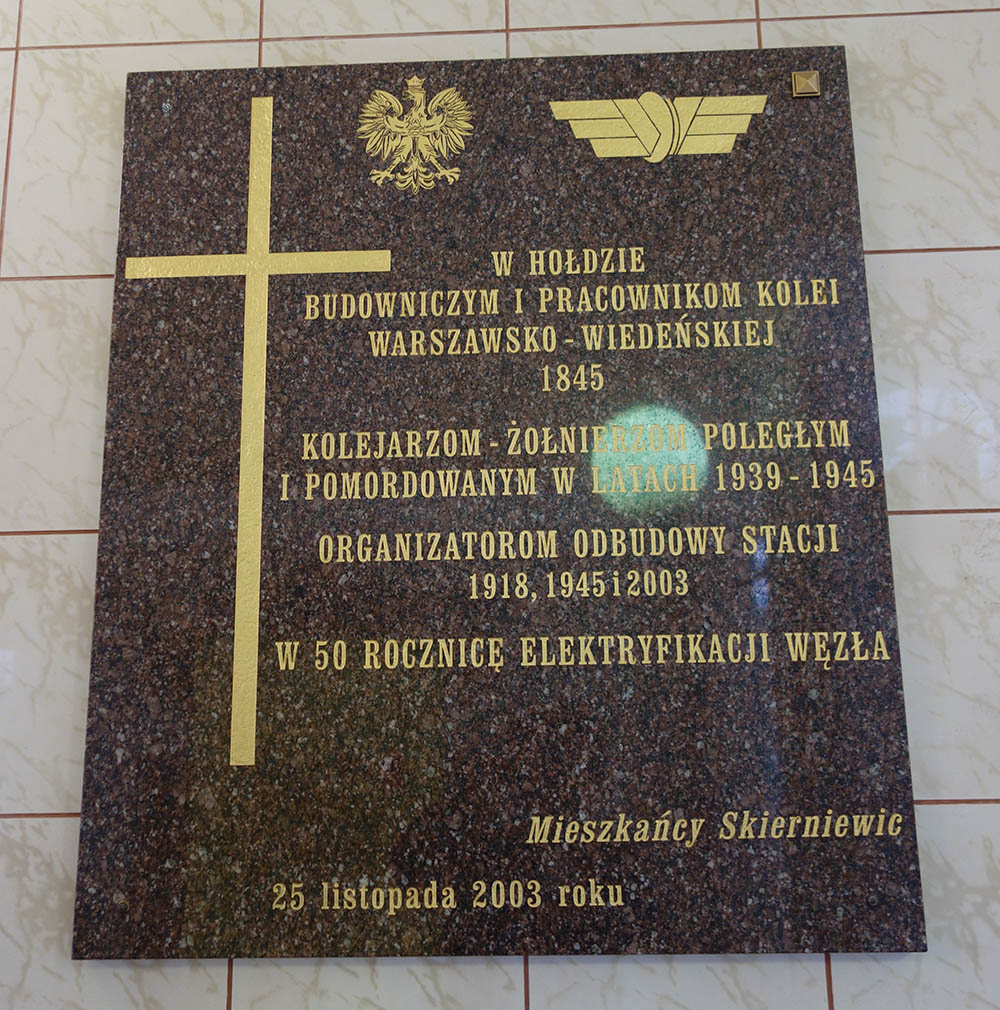 W HOŁDZIE
BUDOWNICZYM I PRACOWNIKOM KOLEI
WARSZAWSKO - WIEDEŃSKIEJ
1845
KOLEJARZOM - ŻOŁNIERZOM POLEGŁYM
I POMORDOWANYM W LATACH 1939 - 1945
ORGANIZATOROM ODBUDOWY STACJI
1918, 1945 i 2003
W 50 ROCZNICĘ ELEKTRYFIKACJI WĘZŁA
Mieszkańcy Skierniewic
25 listopada 2003 roku